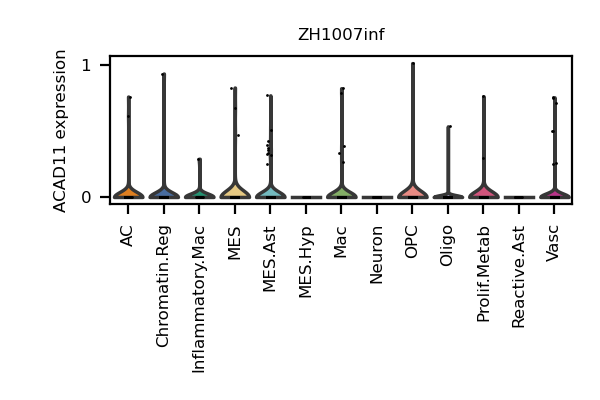 ZH1007inf
ACAD11 expression
1
0
AC
Chromatin.Reg
Inflammatory.Mac
MES
MES.Ast
MES.Hyp
Mac
Neuron
OPC
Oligo
Prolif.Metab
Reactive.Ast
Vasc